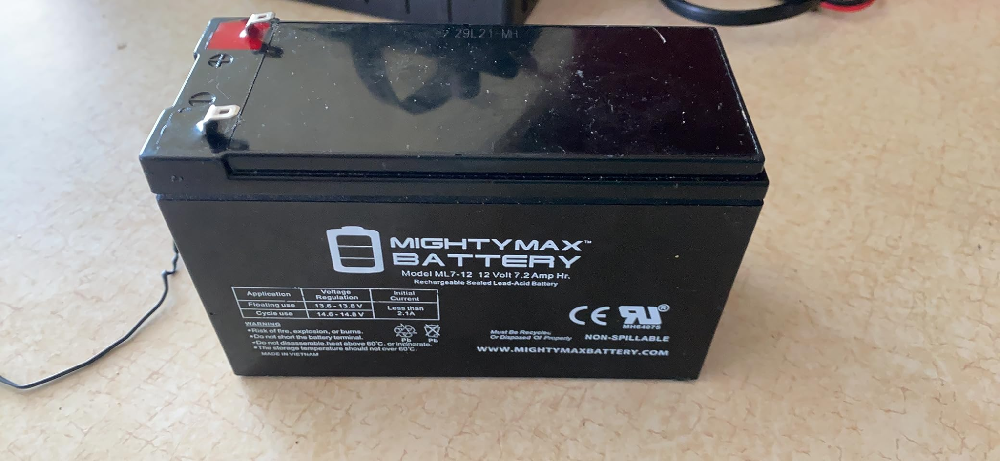 29L21-MH
+
−
MIGHTYMAX™
BATTERY
Model ML7-12 12 Volt 7.2 Amp Hr.
Rechargeable Sealed Lead-Acid Battery
Application Voltage Regulation Initial Current
Floating use 13.6 - 13.8 V Less than 2.1A
Cycle use 14.6 - 14.8 V
WARNING
•Risk of fire, explosion, or burns.
•Do not short the battery terminal.
•Do not disassemble.heat above 60°C. or incinarate.
•The storage temperature should not over 60°C.
MADE IN VIETNAM
Pb Pb
CE RU®
MH64075
Must Be Recycled
Or Disposed Of Properly
NON-SPILLABLE
WWW.MIGHTYMAXBATTERY.COM